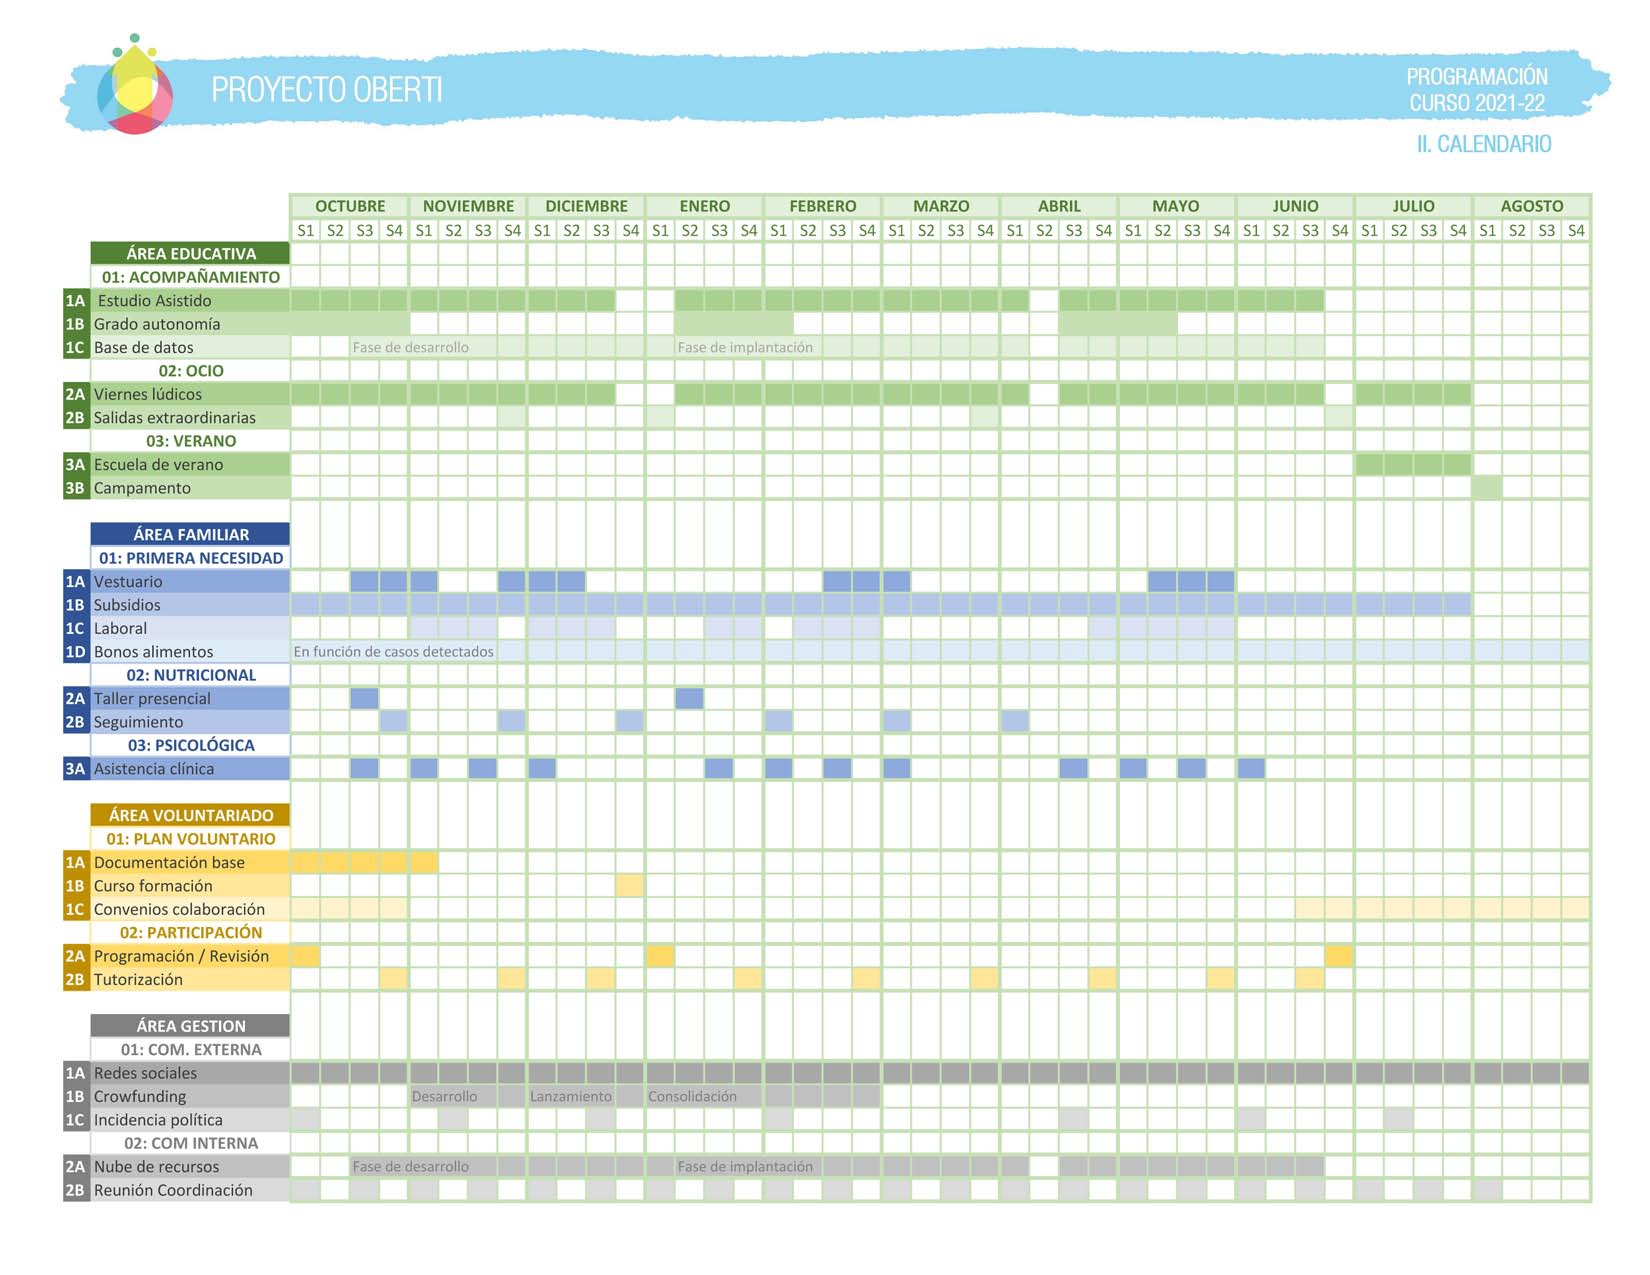 PROYECTO OBERTI
PROGRAMACIÓN
CURSO 2021-22
II. CALENDARIO
OCTUBRE NOVIEMBRE DICIEMBRE ENERO FEBRERO MARZO ABRIL MAYO JUNIO JULIO AGOSTO
S1 S2 S3 S4 S1 S2 S3 S4 S1 S2 S3 S4 S1 S2 S3 S4 S1 S2 S3 S4 S1 S2 S3 S4 S1 S2 S3 S4 S1 S2 S3 S4 S1 S2 S3 S4 S1 S2 S3 S4 S1 S2 S3 S4
ÁREA EDUCATIVA
01: ACOMPAÑAMIENTO
1A Estudio Asistido
1B Grado autonomía
1C Base de datos Fase de desarrollo Fase de implantación
02: OCIO
2A Viernes lúdicos
2B Salidas extraordinarias
03: VERANO
3A Escuela de verano
3B Campamento
ÁREA FAMILIAR
01: PRIMERA NECESIDAD
1A Vestuario
1B Subsidios
1C Laboral
1D Bonos alimentos En función de casos detectados
02: NUTRICIONAL
2A Taller presencial
2B Seguimiento
03: PSICOLÓGICA
3A Asistencia clínica
ÁREA VOLUNTARIADO
01: PLAN VOLUNTARIO
1A Documentación base
1B Curso formación
1C Convenios colaboración
02: PARTICIPACIÓN
2A Programación / Revisión
2B Tutorización
ÁREA GESTION
01: COM. EXTERNA
1A Redes sociales
1B Crowfunding Desarrollo Lanzamiento Consolidación
1C Incidencia política
02: COM INTERNA
2A Nube de recursos Fase de desarrollo Fase de implantación
2B Reunión Coordinación